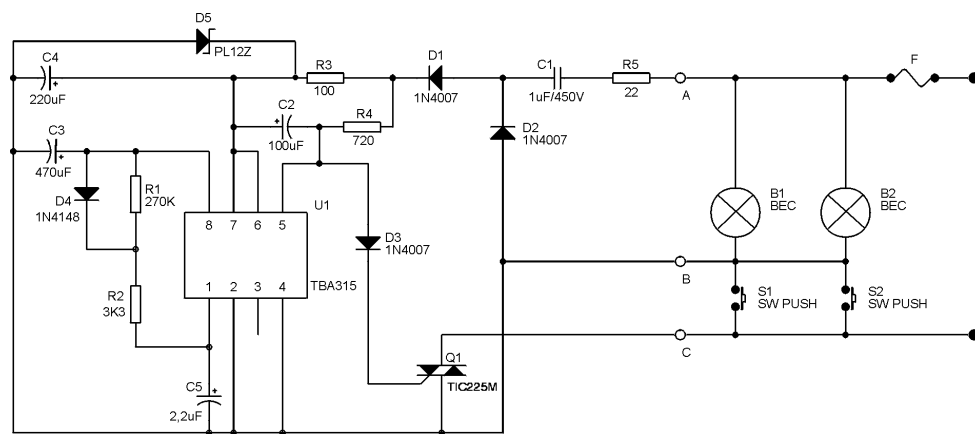 D5
PL12Z
C4
+
220uF
R3
100
D1
1N4007
C1
1uF/450V
R5
22
A
F
C2
+
100uF
R4
720
D2
1N4007
C3
+
470uF
D4
1N4148
R1
270K
U1
8 7 6 5
1 2 3 4
TBA315
D3
1N4007
B1
BEC
B2
BEC
B
R2
3K3
S1
SW PUSH
S2
SW PUSH
C
Q1
TIC225M
C5
+
2,2uF